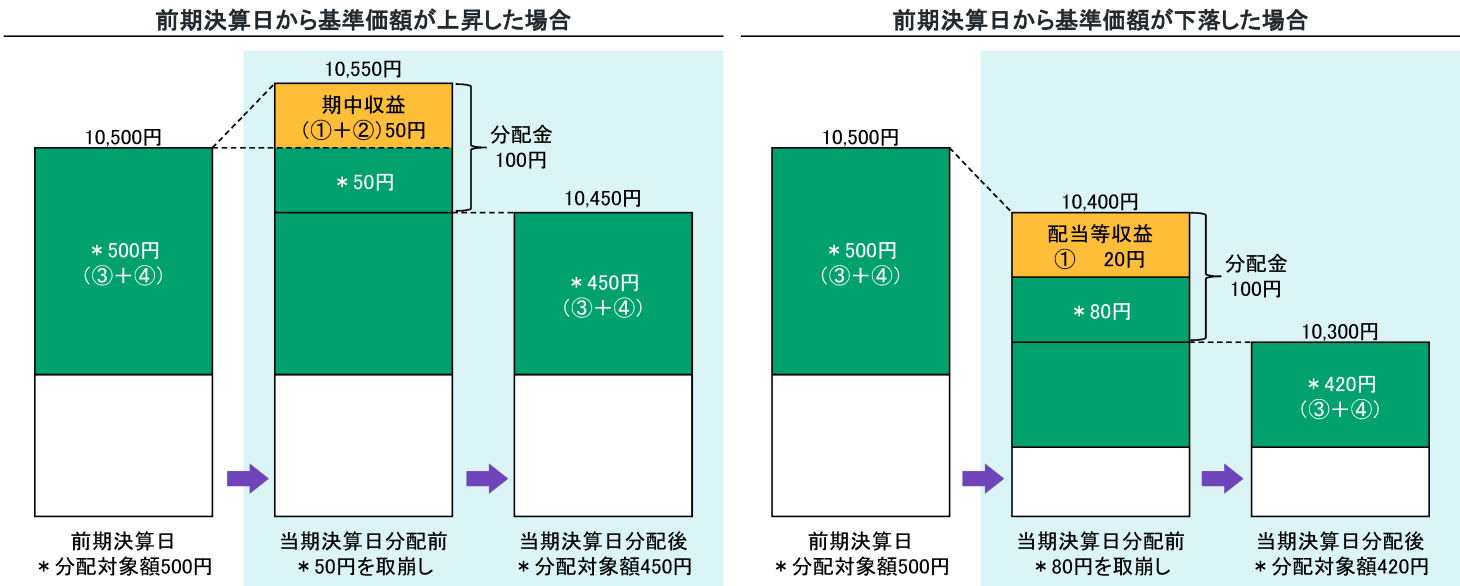 前期決算日から基準価額が上昇した場合
10,500円
＊500円
(③＋④)
前期決算日
＊分配対象額500円
10,550円
期中収益
(①＋②)50円
＊50円
分配金
100円
当期決算日分配前
＊50円を取崩し
10,450円
＊450円
(③＋④)
当期決算日分配後
＊分配対象額450円
前期決算日から基準価額が下落した場合
10,500円
＊500円
(③＋④)
前期決算日
＊分配対象額500円
10,400円
配当等収益
①　20円
＊80円
分配金
100円
当期決算日分配前
＊80円を取崩し
10,300円
＊420円
(③＋④)
当期決算日分配後
＊分配対象額420円